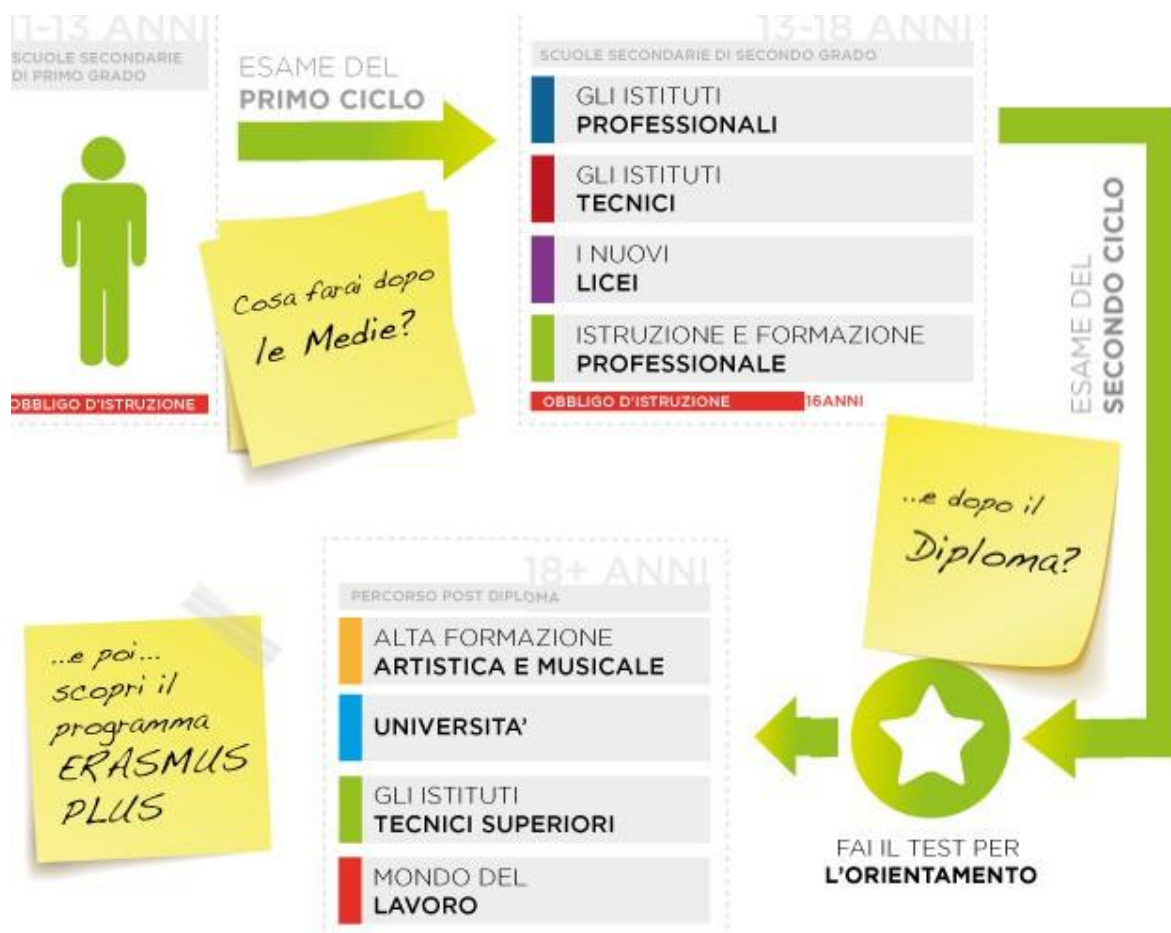 11-13 ANNI
SCUOLE SECONDARIE
DI PRIMO GRADO
OBBLIGO D'ISTRUZIONE
ESAME DEL
PRIMO CICLO
Cosa farai dopo
le Medie?
13-18 ANNI
SCUOLE SECONDARIE DI SECONDO GRADO
GLI ISTITUTI
PROFESSIONALI
GLI ISTITUTI
TECNICI
I NUOVI
LICEI
ISTRUZIONE E FORMAZIONE
PROFESSIONALE
OBBLIGO D'ISTRUZIONE 16ANNI
ESAME DEL
SECONDO CICLO
...e dopo il
Diploma?
FAI IL TEST PER
L'ORIENTAMENTO
18+ ANNI
PERCORSO POST DIPLOMA
ALTA FORMAZIONE
ARTISTICA E MUSICALE
UNIVERSITA'
GLI ISTITUTI
TECNICI SUPERIORI
MONDO DEL
LAVORO
...e poi...
scopri il
programma
ERASMUS
PLUS